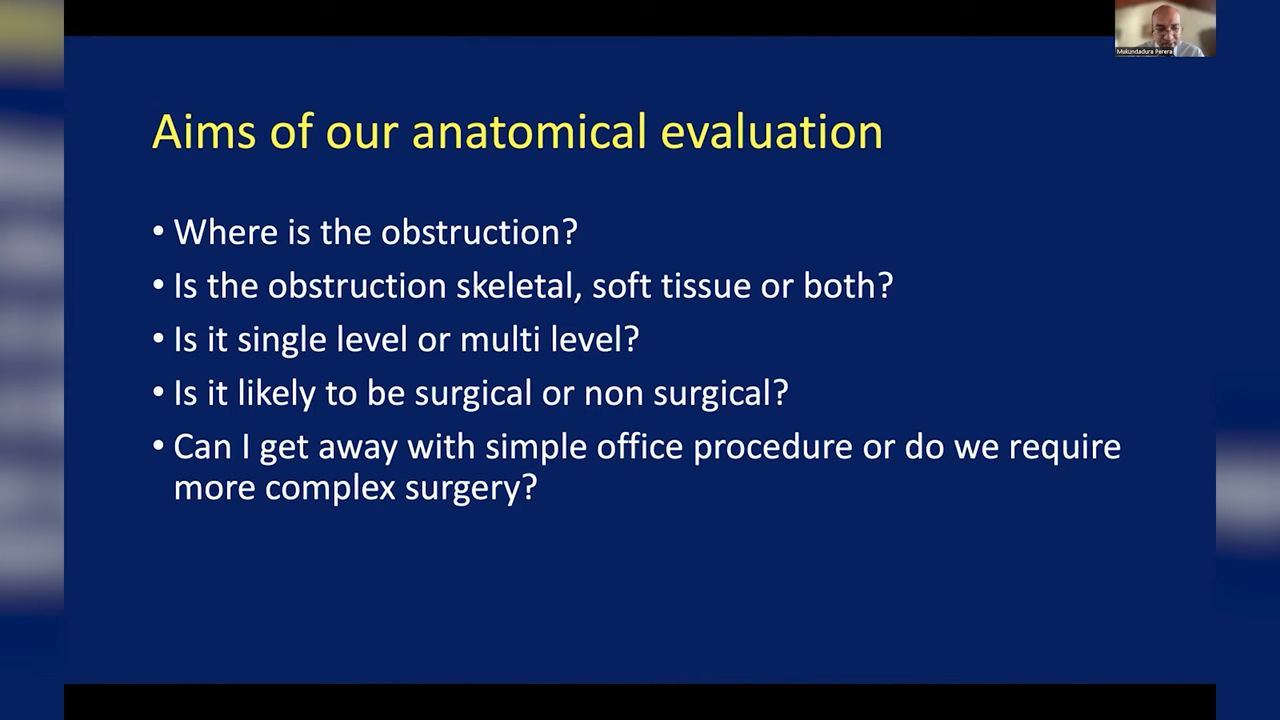 Mukundadura Perera
Aims of our anatomical evaluation
• Where is the obstruction?
• Is the obstruction skeletal, soft tissue or both?
• Is it single level or multi level?
• Is it likely to be surgical or non surgical?
• Can I get away with simple office procedure or do we require
more complex surgery?